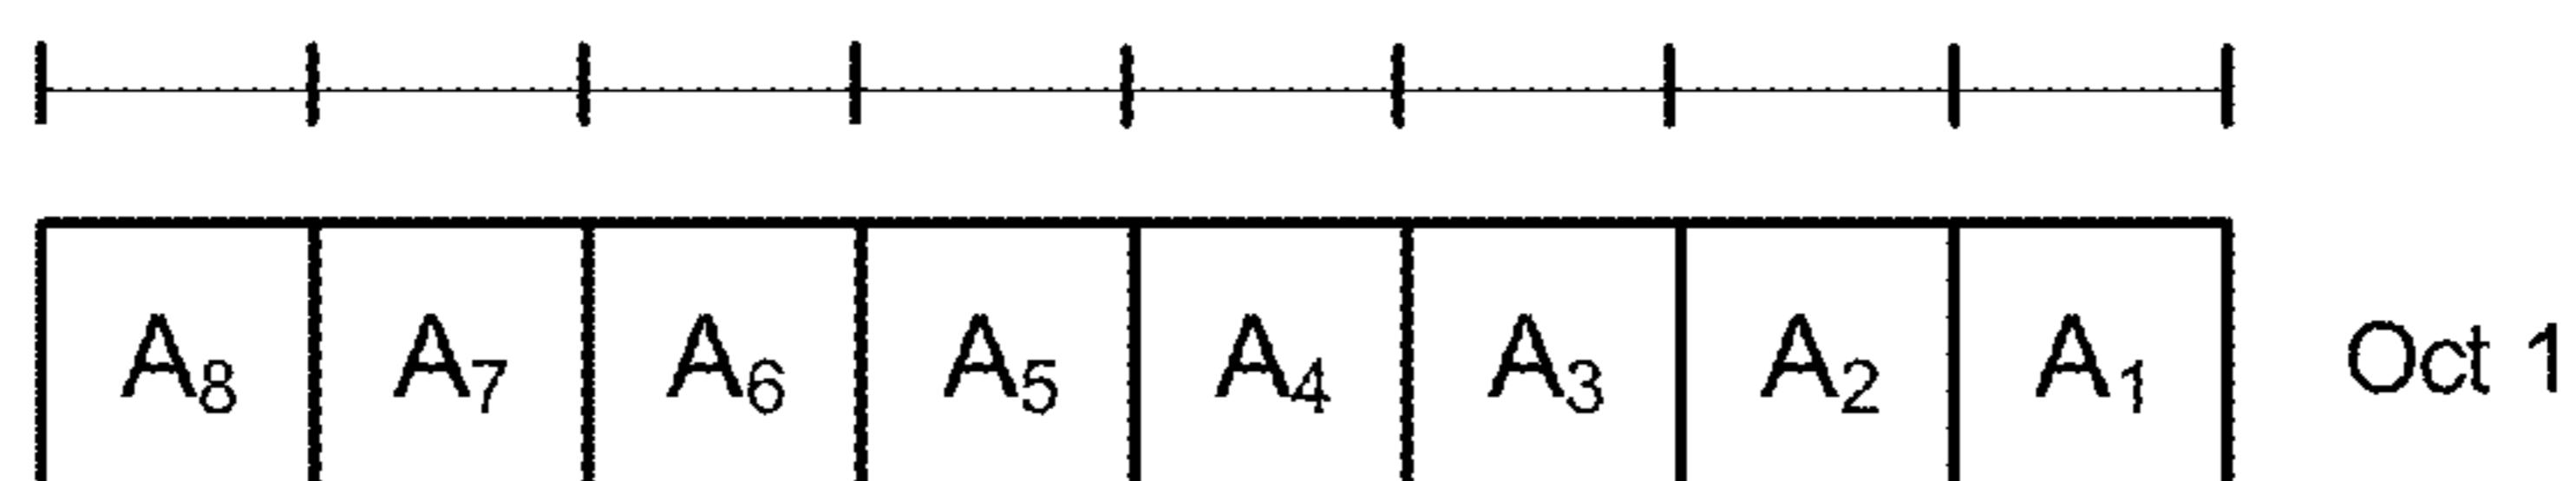 A₈ A₇ A₆ A₅ A₄ A₃ A₂ A₁ Oct 1